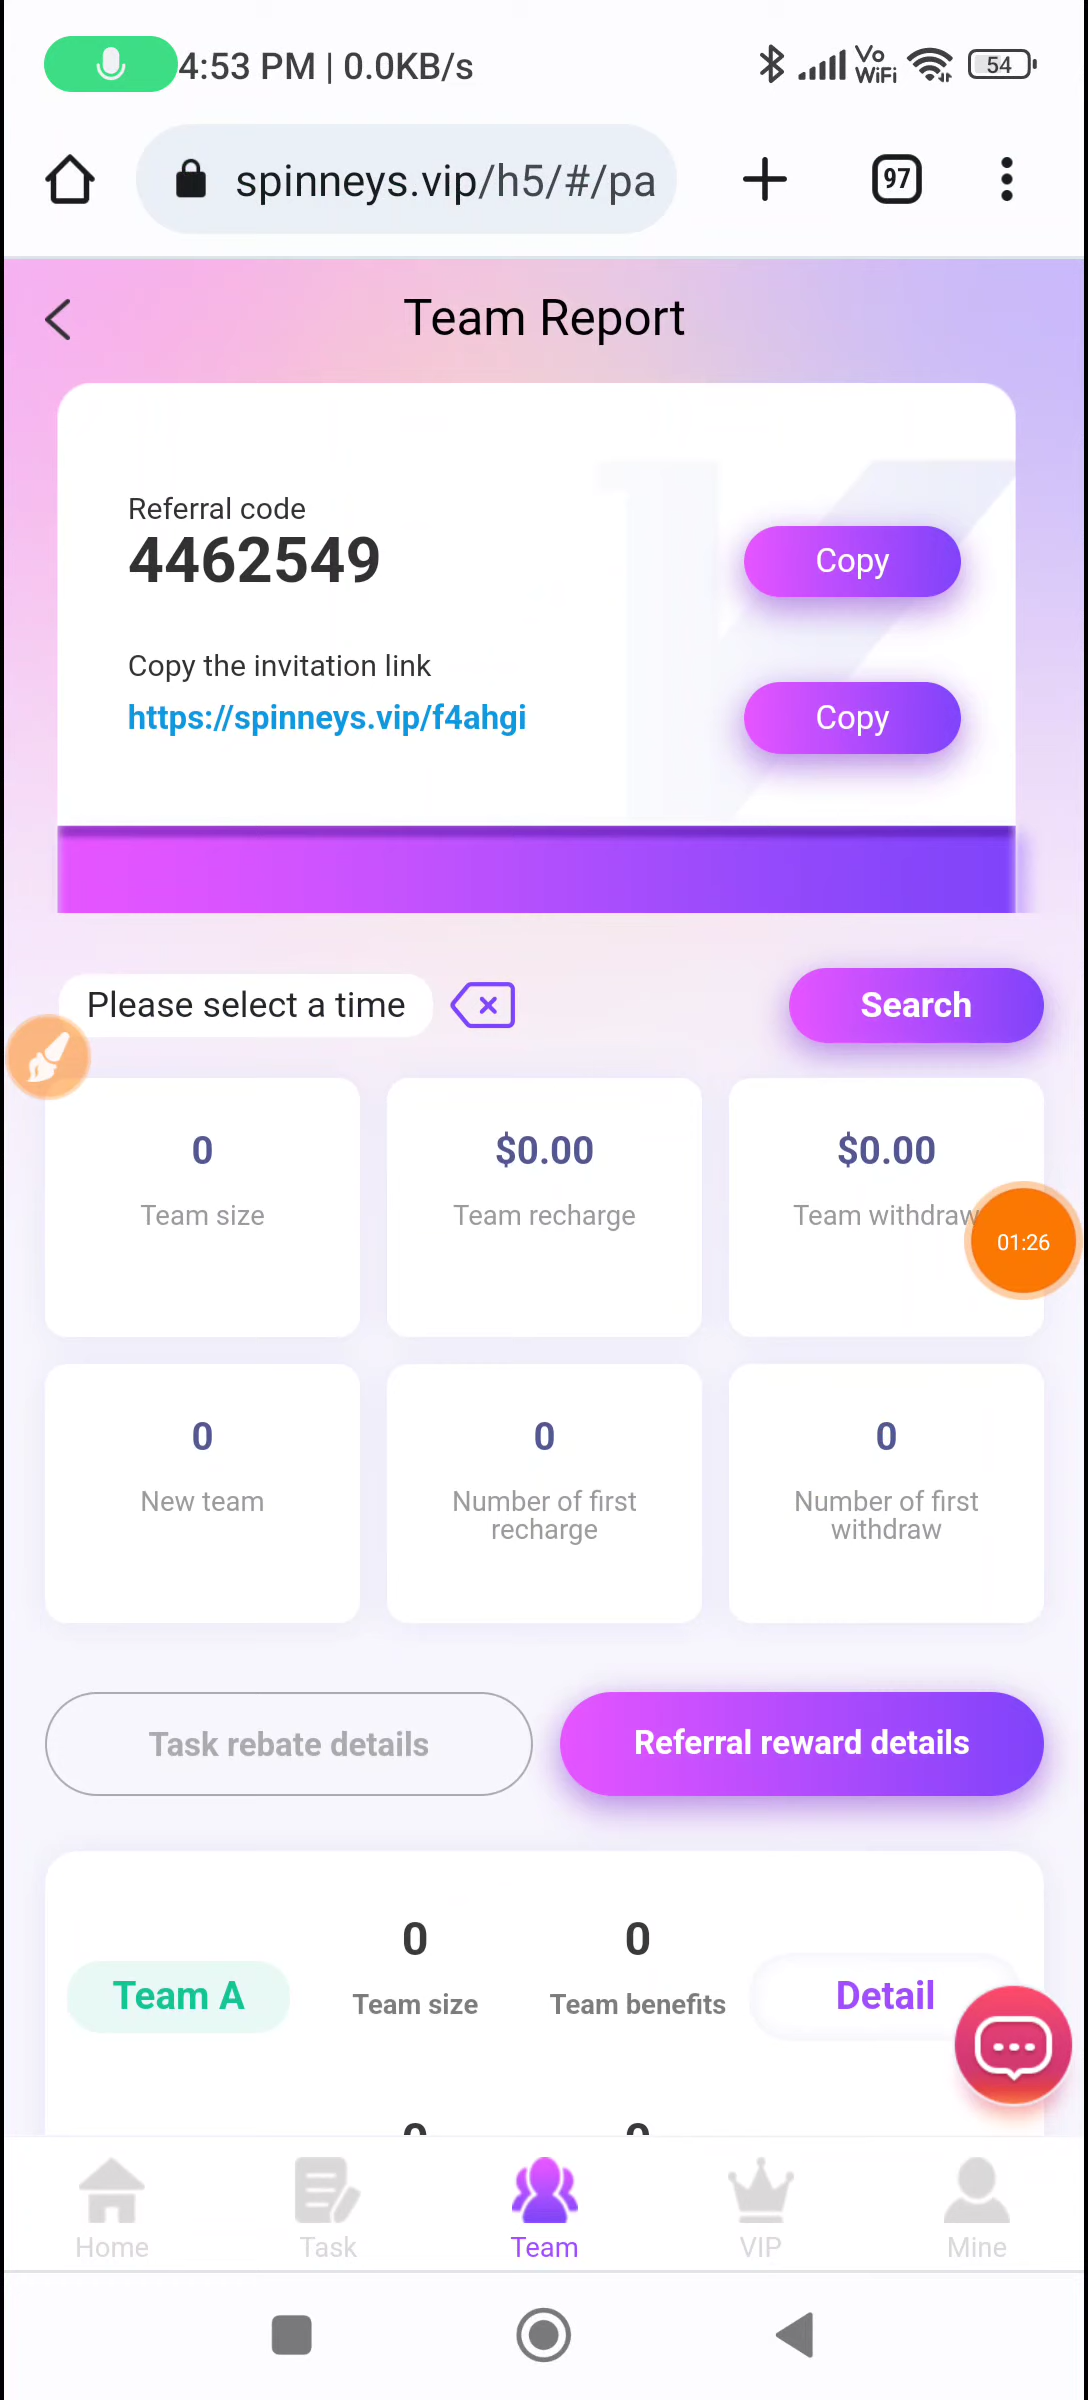 4:53 PM | 0.0KB/s
Vo
WiFi
54
spinneys.vip/h5/#/pa
97
Team Report
Referral code
4462549
Copy
Copy the invitation link
https://spinneys.vip/f4ahgi
Copy
Please select a time
Search
0
$0.00
$0.00
Team size
Team recharge
Team withdraw
01:26
0
0
0
New team
Number of first
recharge
Number of first
withdraw
Task rebate details
Referral reward details
0
0
Team A
Team size
Team benefits
Detail
Home
Task
Team
VIP
Mine